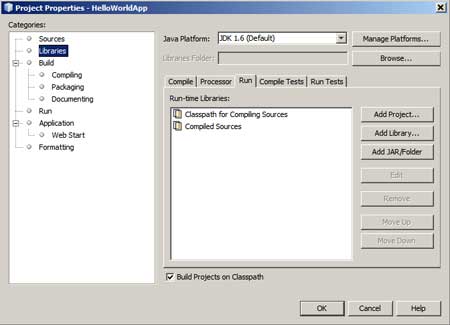 Project Properties - HelloWorldApp
Categories:
Sources
Libraries
Build
Compiling
Packaging
Documenting
Run
Application
Web Start
Formatting
Java Platform: JDK 1.6 (Default) Manage Platforms...
Libraries Folder: Browse...
Compile Processor Run Compile Tests Run Tests
Run-time Libraries:
Classpath for Compiling Sources
Compiled Sources
Add Project...
Add Library...
Add JAR/Folder
Edit
Remove
Move Up
Move Down
Build Projects on Classpath
OK Cancel Help